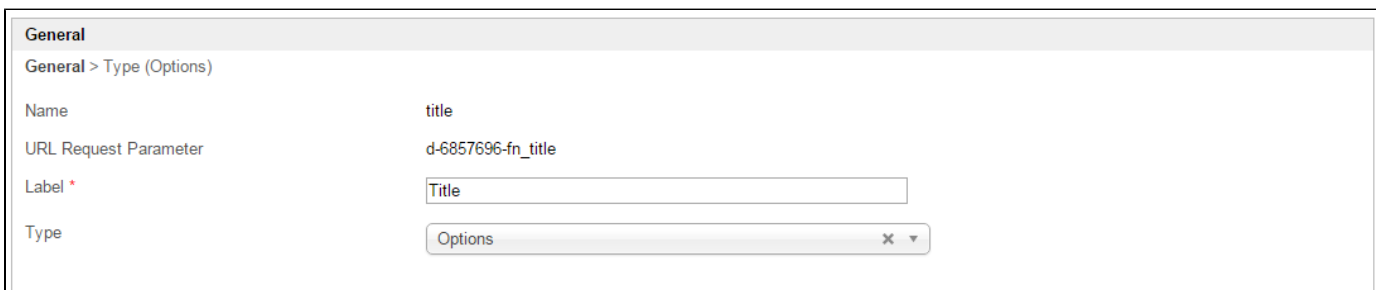 General
General > Type (Options)
Name title
URL Request Parameter d-6857696-fn_title
Label * Title
Type Options